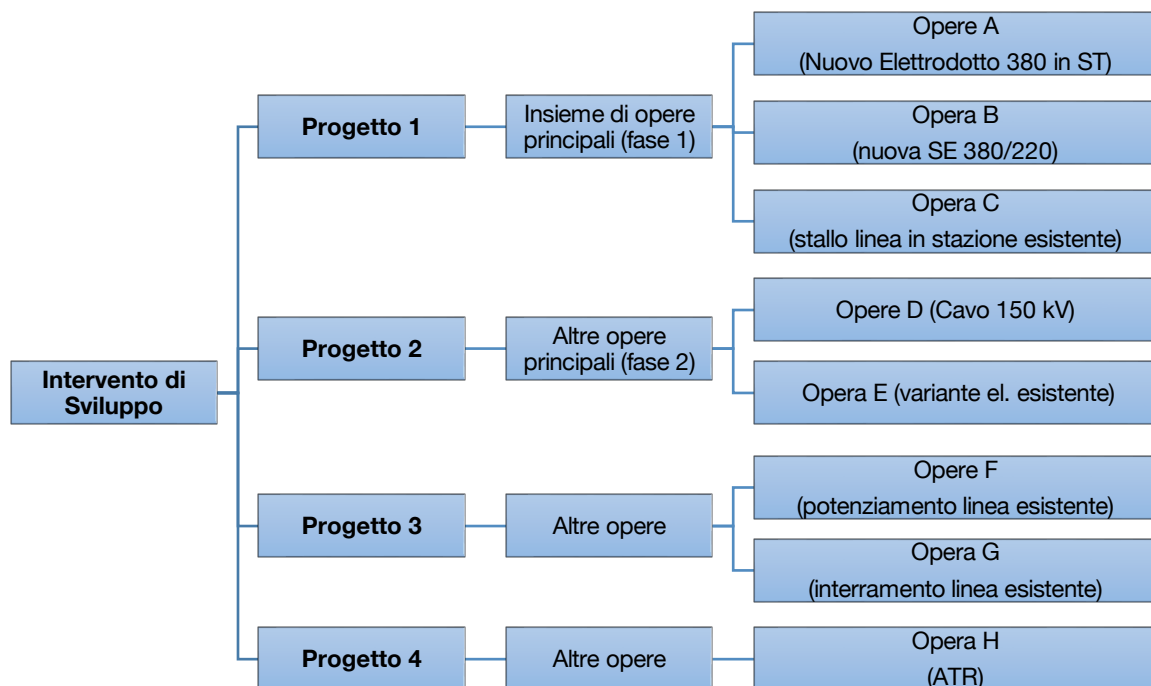 Intervento di
Sviluppo
Progetto 1
Insieme di opere
principali (fase 1)
Opere A
(Nuovo Elettrodotto 380 in ST)
Opera B
(nuova SE 380/220)
Opera C
(stallo linea in stazione esistente)
Progetto 2
Altre opere
principali (fase 2)
Opere D (Cavo 150 kV)
Opera E (variante el. esistente)
Progetto 3
Altre opere
Opere F
(potenziamento linea esistente)
Opera G
(interramento linea esistente)
Progetto 4
Altre opere
Opera H
(ATR)